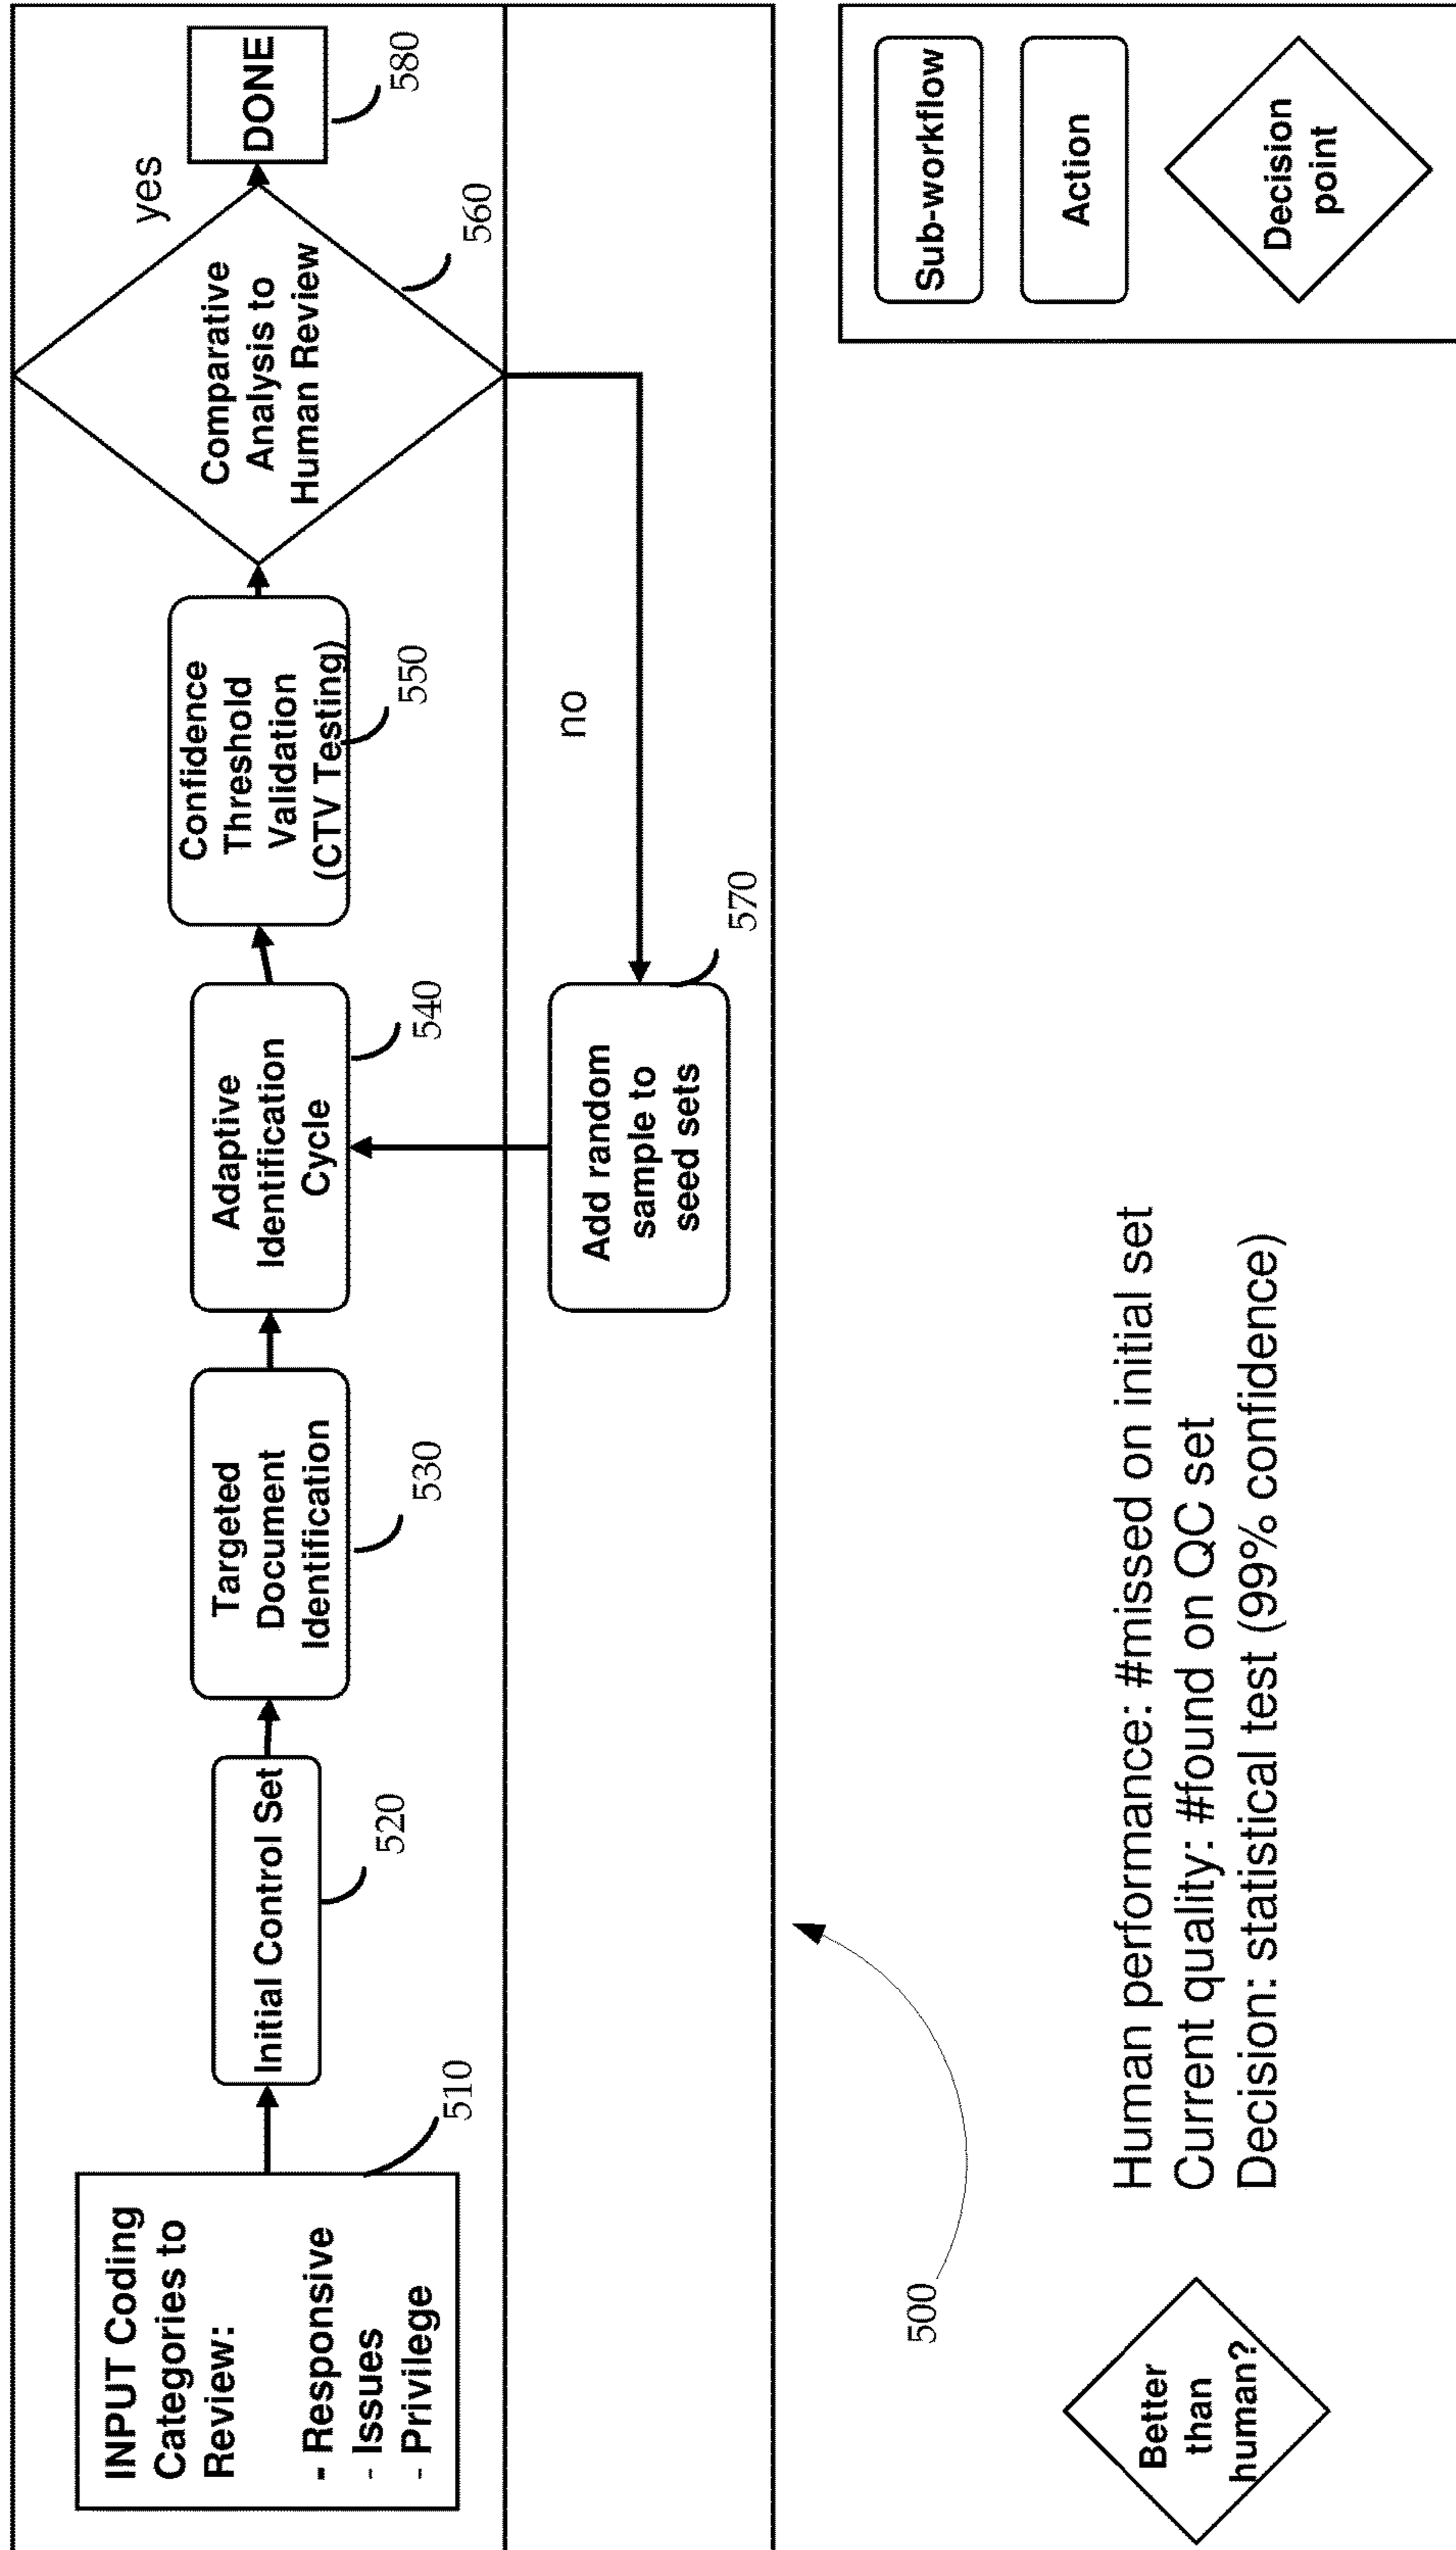 INPUT Coding
Categories to
Review:
- Responsive
- Issues
- Privilege
510
Initial Control Set
520
Targeted
Document
Identification
530
Adaptive
Identification
Cycle
540
Confidence
Threshold
Validation
(CTV Testing)
550
Comparative
Analysis to
Human Review
560
yes
DONE
580
no
Add random
sample to
seed sets
570
500
Better
than
human?
Human performance: #missed on initial set
Current quality: #found on QC set
Decision: statistical test (99% confidence)
Sub-workflow
Action
Decision
point